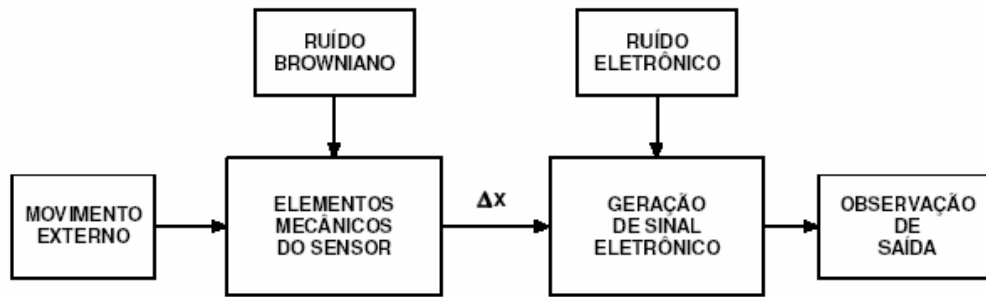 RUÍDO
BROWNIANO
RUÍDO
ELETRÔNICO
MOVIMENTO
EXTERNO
ELEMENTOS
MECÂNICOS
DO SENSOR
Δx
GERAÇÃO
DE SINAL
ELETRÔNICO
OBSERVAÇÃO
DE
SAÍDA